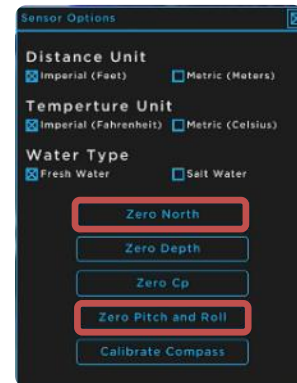 Sensor Options
Distance Unit
Imperial (Feet) Metric (Meters)
Temperture Unit
Imperial (Fahrenheit) Metric (Celsius)
Water Type
Fresh Water Salt Water
Zero North
Zero Depth
Zero Cp
Zero Pitch and Roll
Calibrate Compass